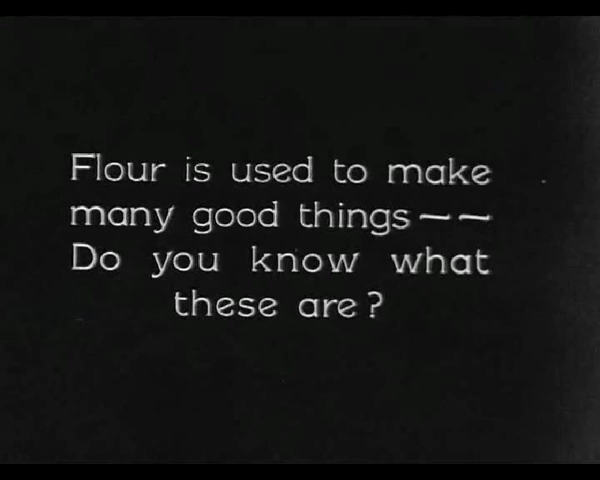 Flour is used to make
many good things — —
Do you know what
these are?